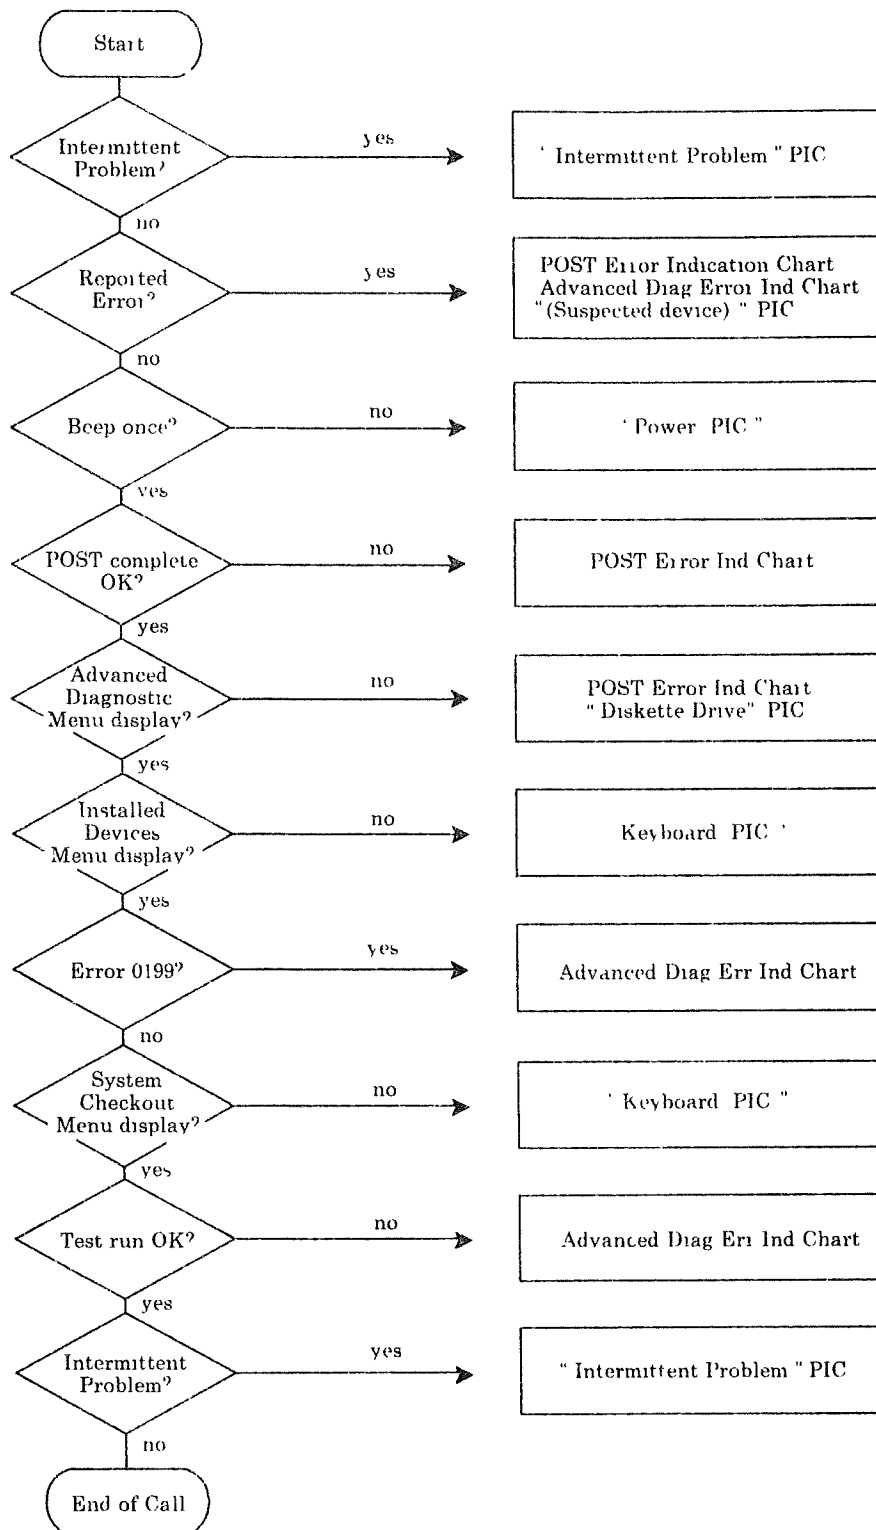 Start
Intermittent
Problem?
yes
‘ Intermittent Problem " PIC
no
Reported
Error?
yes
POST Error Indication Chart
Advanced Diag Error Ind Chart
"(Suspected device) " PIC
no
Beep once?
no
‘ Power PIC "
yes
POST complete
OK?
no
POST Error Ind Chart
yes
Advanced
Diagnostic
Menu display?
no
POST Error Ind Chart
" Diskette Drive" PIC
yes
Installed
Devices
Menu display?
no
Keyboard PIC ‘
yes
Error 0199?
yes
Advanced Diag Err Ind Chart
no
System
Checkout
Menu display?
no
‘ Keyboard PIC "
yes
Test run OK?
no
Advanced Diag Err Ind Chart
yes
Intermittent
Problem?
yes
" Intermittent Problem " PIC
no
End of Call